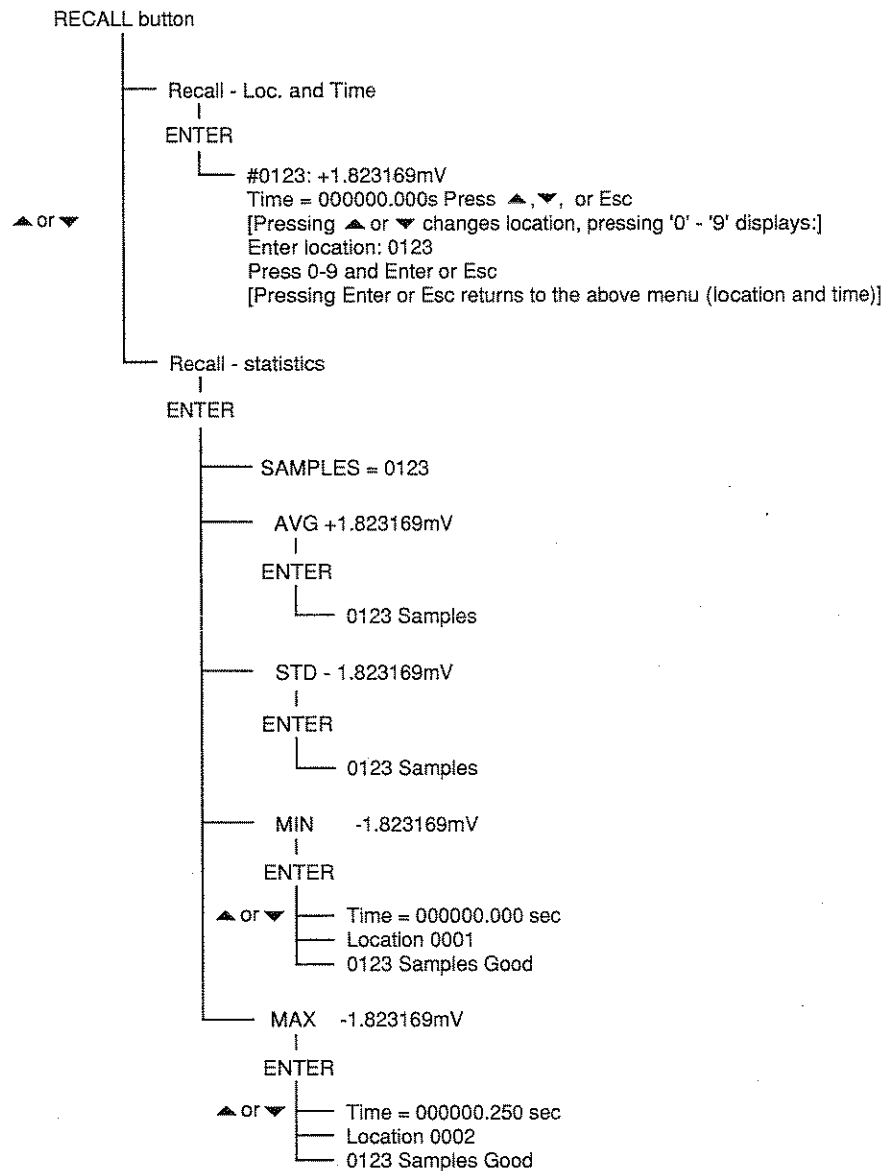 RECALL button
Recall - Loc. and Time
ENTER
#0123: +1.823169mV
Time = 000000.000s Press ▲,▼, or Esc
▲ or ▼
[Pressing ▲ or ▼ changes location, pressing '0' - '9' displays:]
Enter location: 0123
Press 0-9 and Enter or Esc
[Pressing Enter or Esc returns to the above menu (location and time)]
Recall - statistics
ENTER
SAMPLES = 0123
AVG +1.823169mV
ENTER
0123 Samples
STD - 1.823169mV
ENTER
0123 Samples
MIN -1.823169mV
ENTER
▲ or ▼ Time = 000000.000 sec
Location 0001
0123 Samples Good
MAX -1.823169mV
ENTER
▲ or ▼ Time = 000000.250 sec
Location 0002
0123 Samples Good